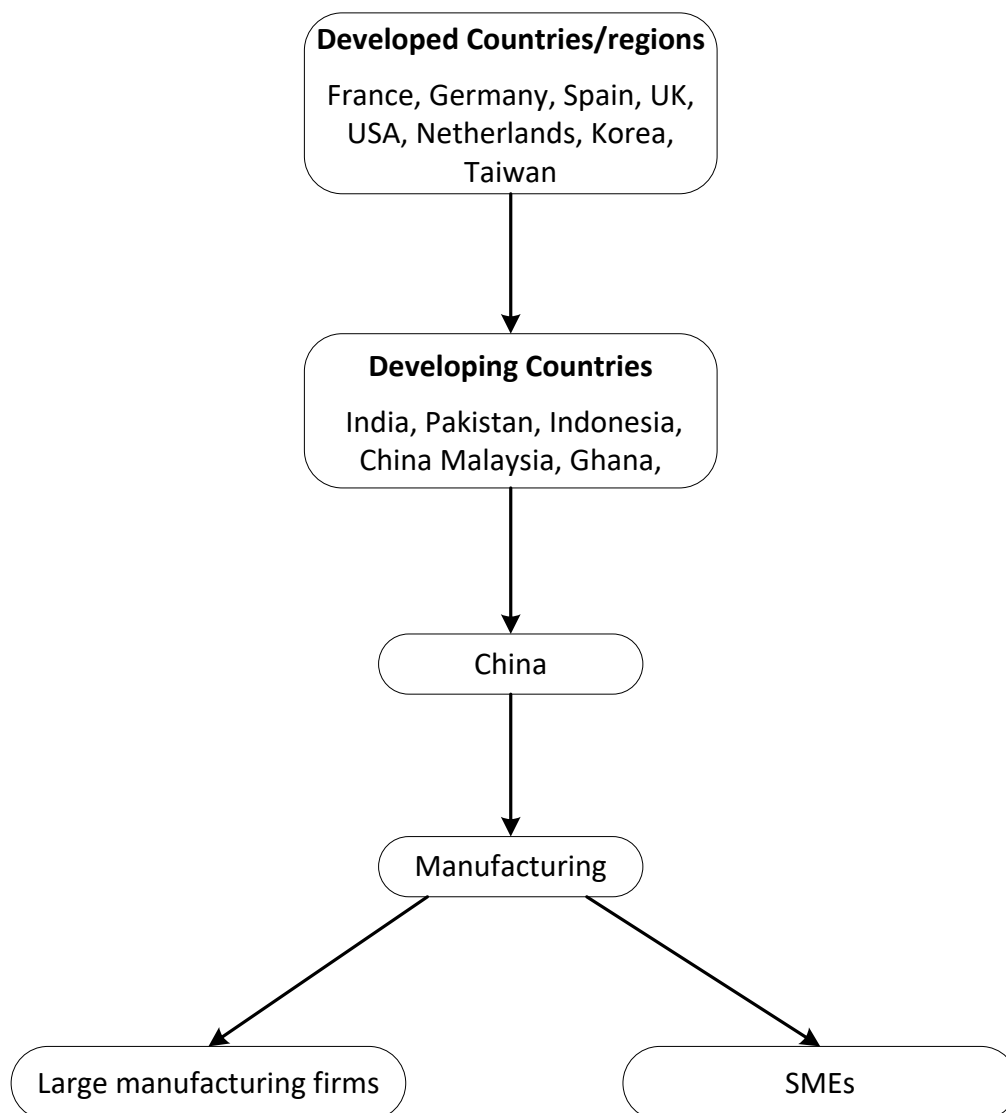 Developed Countries/regions
France, Germany, Spain, UK,
USA, Netherlands, Korea,
Taiwan
Developing Countries
India, Pakistan, Indonesia,
China Malaysia, Ghana,
China
Manufacturing
Large manufacturing firms
SMEs